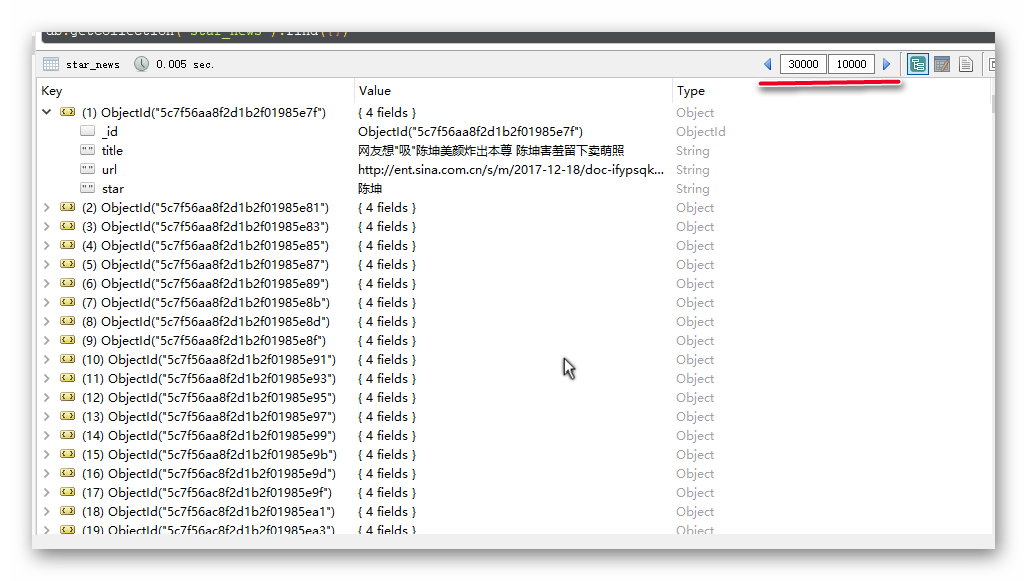 db.getCollection('star_news').find({})
star_news 0.005 sec. 30000 10000
Key Value Type
(1) ObjectId("5c7f56aa8f2d1b2f01985e7f") { 4 fields } Object
_id ObjectId("5c7f56aa8f2d1b2f01985e7f") ObjectId
title 网友想"吸"陈坤美颜炸出本尊 陈坤害羞留下卖萌照 String
url http://ent.sina.com.cn/s/m/2017-12-18/doc-ifypsqk... String
star 陈坤 String
(2) ObjectId("5c7f56aa8f2d1b2f01985e81") { 4 fields } Object
(3) ObjectId("5c7f56aa8f2d1b2f01985e83") { 4 fields } Object
(4) ObjectId("5c7f56aa8f2d1b2f01985e85") { 4 fields } Object
(5) ObjectId("5c7f56aa8f2d1b2f01985e87") { 4 fields } Object
(6) ObjectId("5c7f56aa8f2d1b2f01985e89") { 4 fields } Object
(7) ObjectId("5c7f56aa8f2d1b2f01985e8b") { 4 fields } Object
(8) ObjectId("5c7f56aa8f2d1b2f01985e8d") { 4 fields } Object
(9) ObjectId("5c7f56aa8f2d1b2f01985e8f") { 4 fields } Object
(10) ObjectId("5c7f56aa8f2d1b2f01985e91") { 4 fields } Object
(11) ObjectId("5c7f56aa8f2d1b2f01985e93") { 4 fields } Object
(12) ObjectId("5c7f56aa8f2d1b2f01985e95") { 4 fields } Object
(13) ObjectId("5c7f56aa8f2d1b2f01985e97") { 4 fields } Object
(14) ObjectId("5c7f56aa8f2d1b2f01985e99") { 4 fields } Object
(15) ObjectId("5c7f56aa8f2d1b2f01985e9b") { 4 fields } Object
(16) ObjectId("5c7f56ac8f2d1b2f01985e9d") { 4 fields } Object
(17) ObjectId("5c7f56ac8f2d1b2f01985e9f") { 4 fields } Object
(18) ObjectId("5c7f56ac8f2d1b2f01985ea1") { 4 fields } Object
(19) ObjectId("5c7f56ac8f2d1b2f01985ea3") { 4 fields } Object